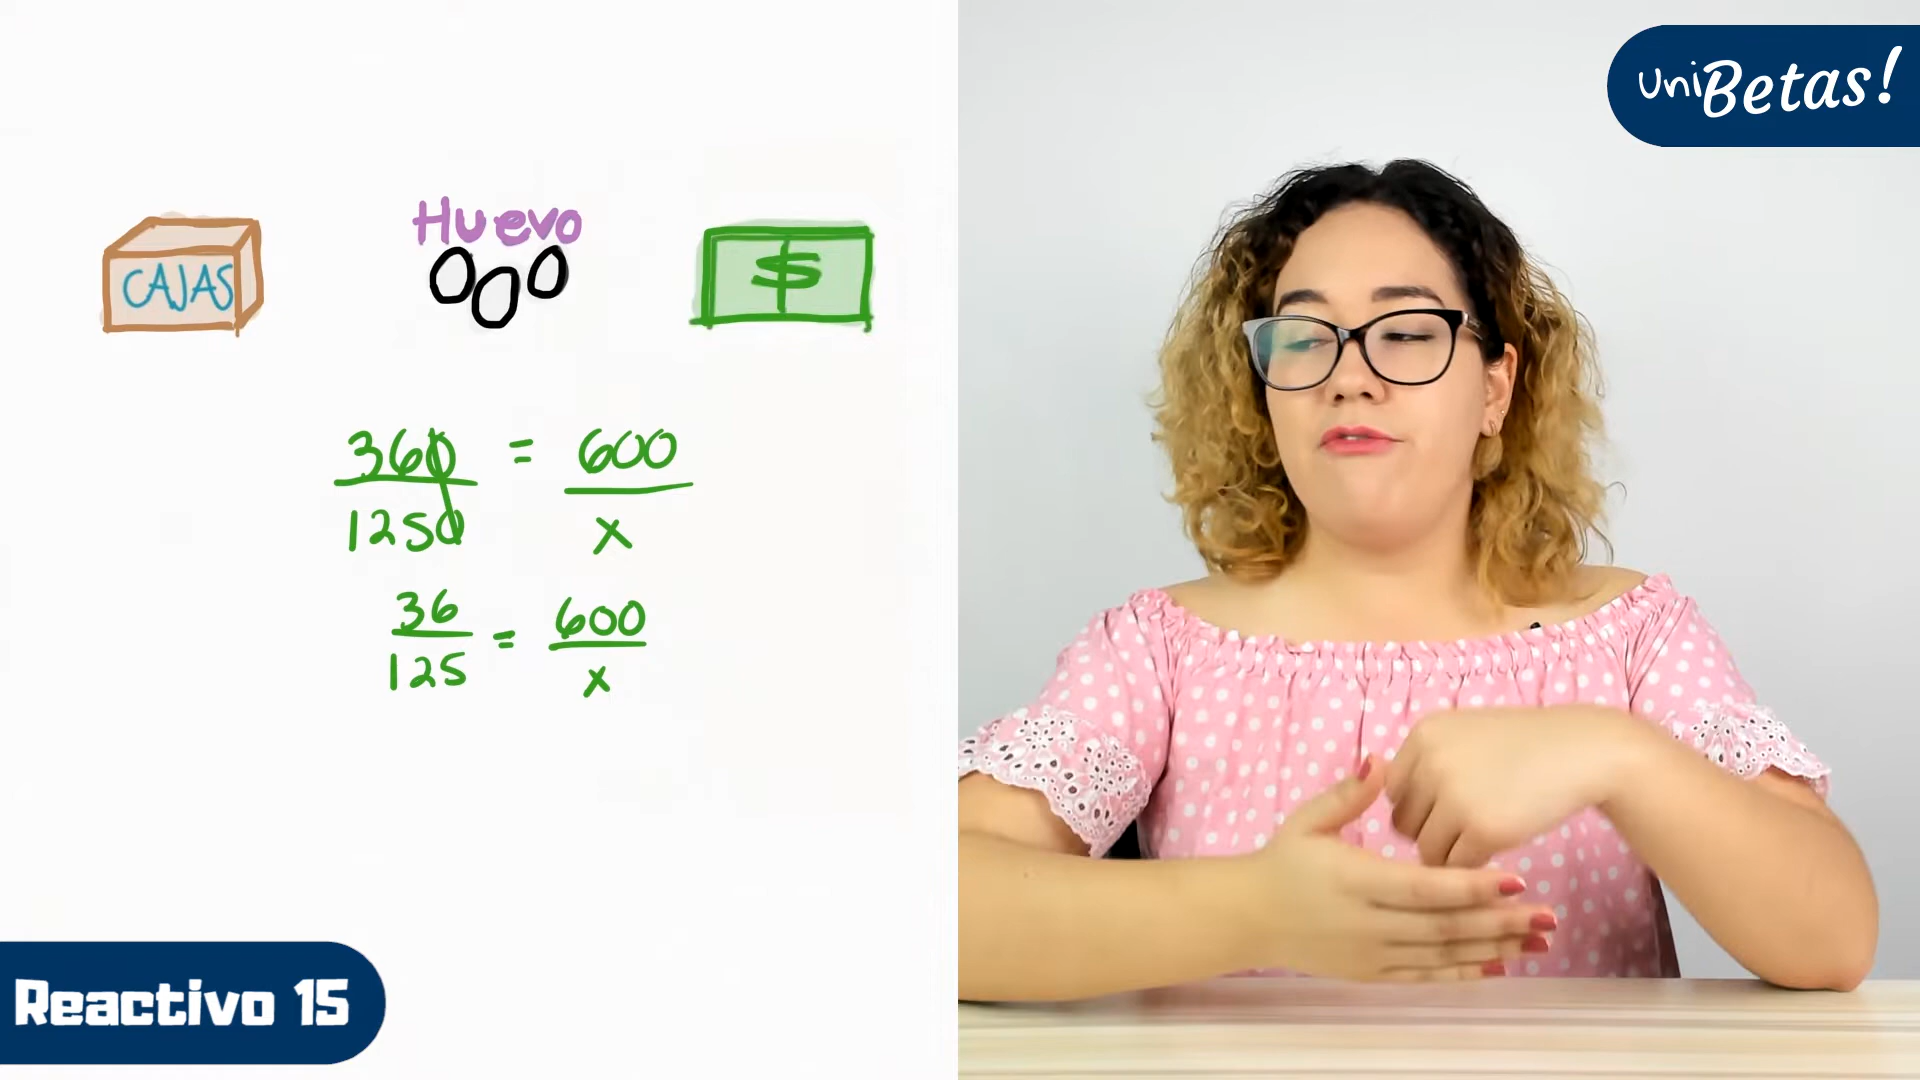 uniBetas!
Huevo
CAJAS
$
360 = 600
1250 x
36 = 600
125 x
Reactivo 15